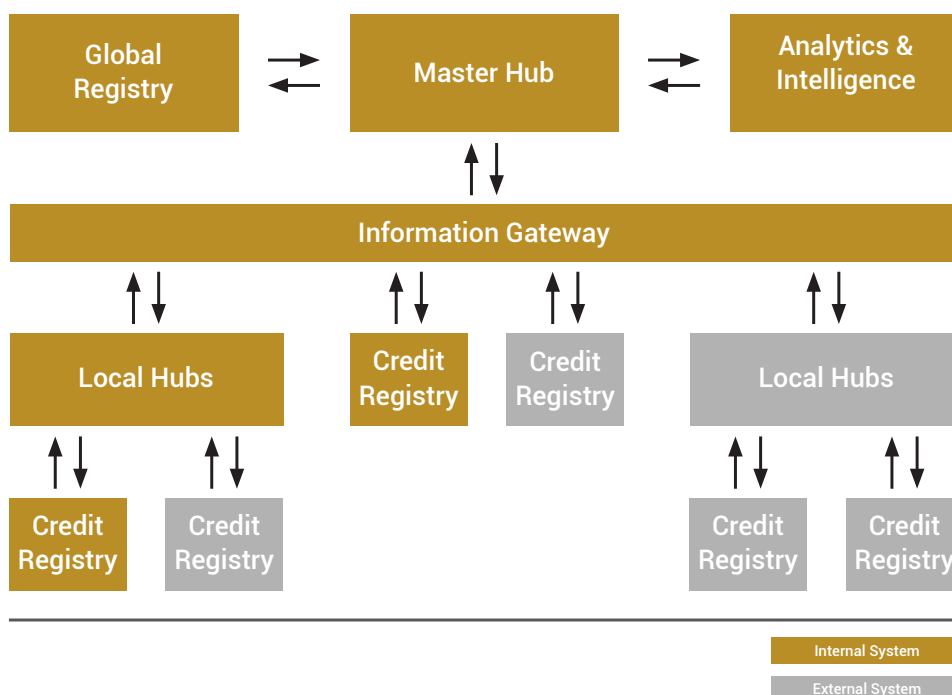 Global
Registry
Master Hub
Analytics &
Intelligence
Information Gateway
Local Hubs
Credit
Registry
Credit
Registry
Local Hubs
Credit
Registry
Credit
Registry
Credit
Registry
Credit
Registry
Internal System
External System